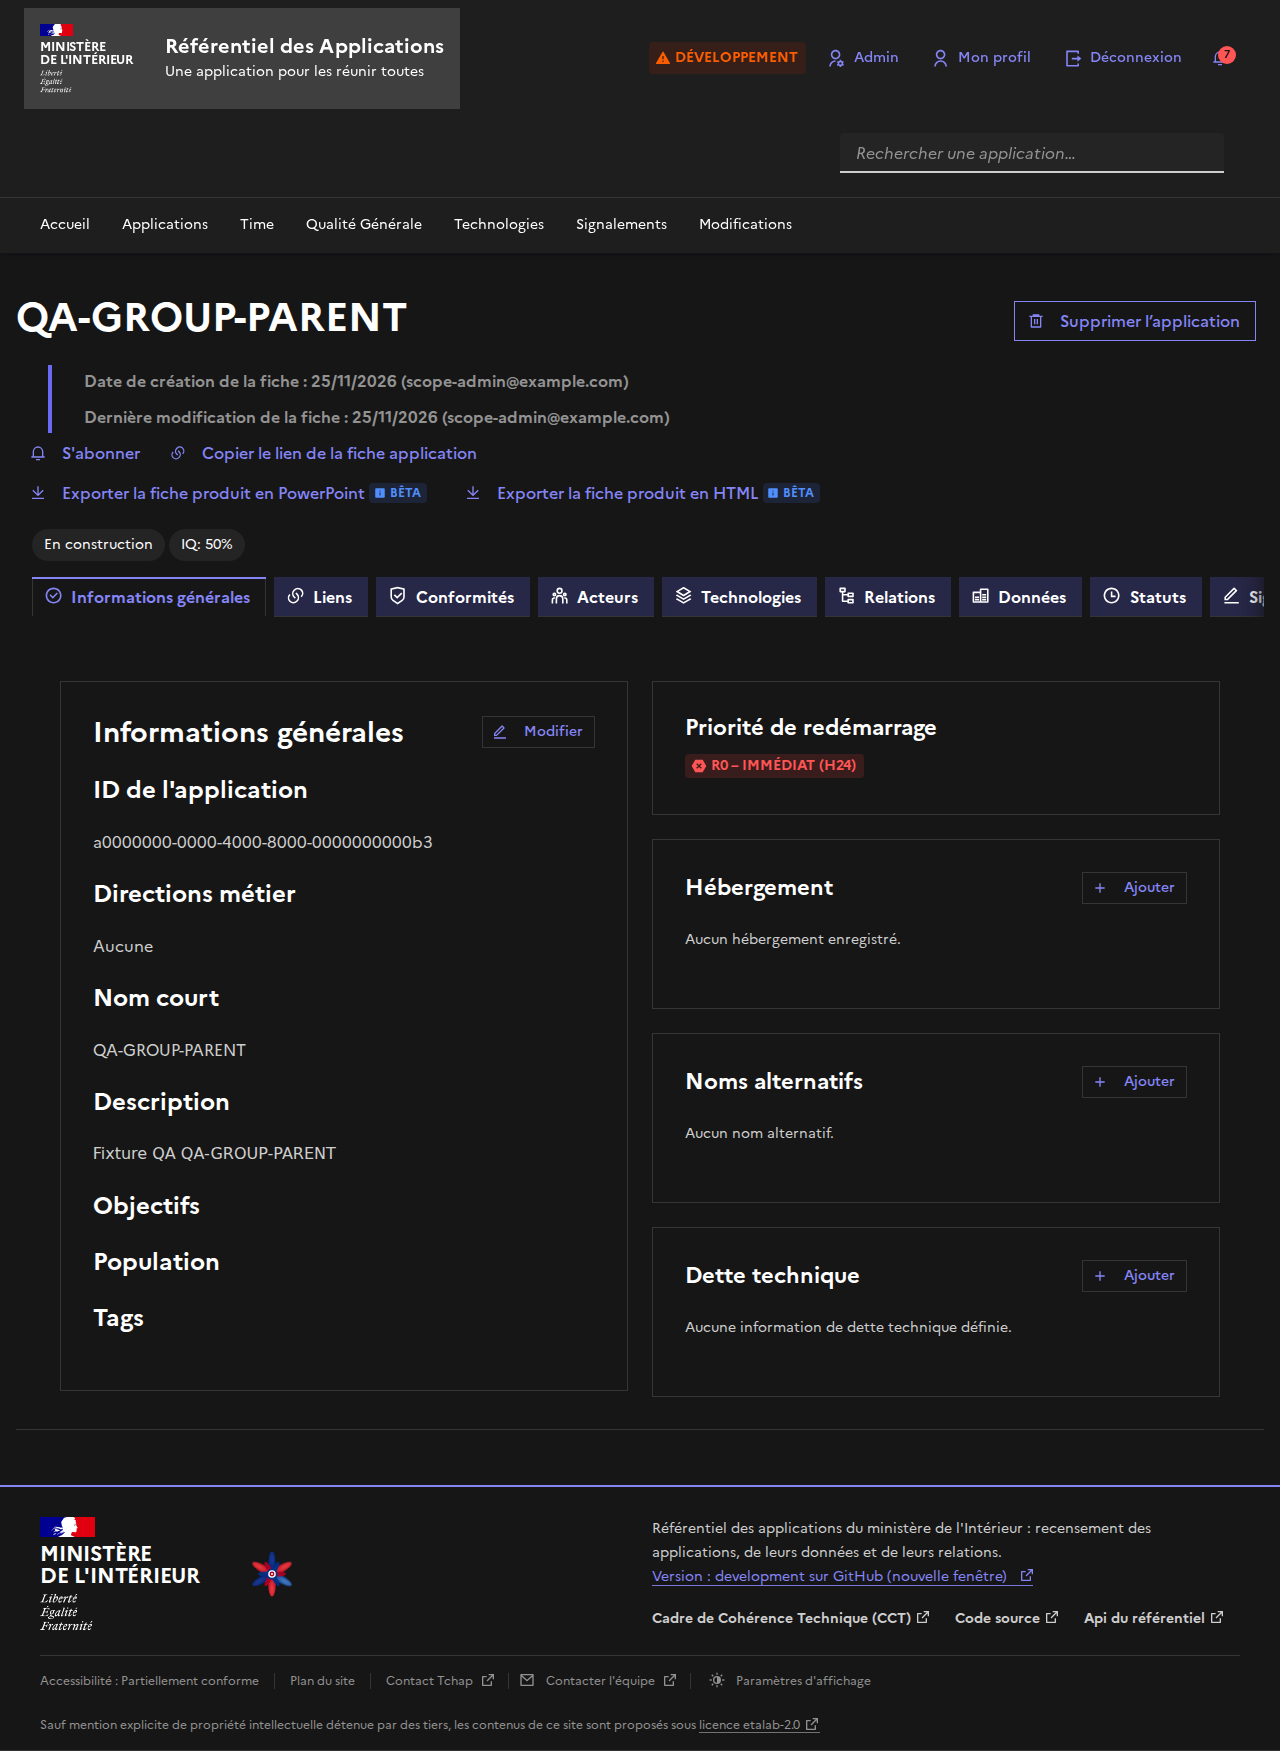 MINISTÈRE
DE L'INTÉRIEUR
Liberté
Égalité
Fraternité
Référentiel des Applications
Une application pour les réunir toutes
DÉVELOPPEMENT
Admin
Mon profil
Déconnexion
7
Rechercher une application…
Accueil
Applications
Time
Qualité Générale
Technologies
Signalements
Modifications
QA-GROUP-PARENT
Supprimer l’application
Date de création de la fiche : 25/11/2026 (scope-admin@example.com)
Dernière modification de la fiche : 25/11/2026 (scope-admin@example.com)
S'abonner
Copier le lien de la fiche application
Exporter la fiche produit en PowerPoint BÊTA
Exporter la fiche produit en HTML BÊTA
En construction
IQ: 50%
Informations générales
Liens
Conformités
Acteurs
Technologies
Relations
Données
Statuts
Informations générales
Modifier
ID de l'application
a0000000-0000-4000-8000-0000000000b3
Directions métier
Aucune
Nom court
QA-GROUP-PARENT
Description
Fixture QA QA-GROUP-PARENT
Objectifs
Population
Tags
Priorité de redémarrage
R0 – IMMÉDIAT (H24)
Hébergement
Ajouter
Aucun hébergement enregistré.
Noms alternatifs
Ajouter
Aucun nom alternatif.
Dette technique
Ajouter
Aucune information de dette technique définie.
MINISTÈRE
DE L'INTÉRIEUR
Liberté
Égalité
Fraternité
Référentiel des applications du ministère de l'Intérieur : recensement des
applications, de leurs données et de leurs relations.
Version : development sur GitHub (nouvelle fenêtre)
Cadre de Cohérence Technique (CCT)
Code source
Api du référentiel
Accessibilité : Partiellement conforme
Plan du site
Contact Tchap
Contacter l'équipe
Paramètres d'affichage
Sauf mention explicite de propriété intellectuelle détenue par des tiers, les contenus de ce site sont proposés sous licence etalab-2.0